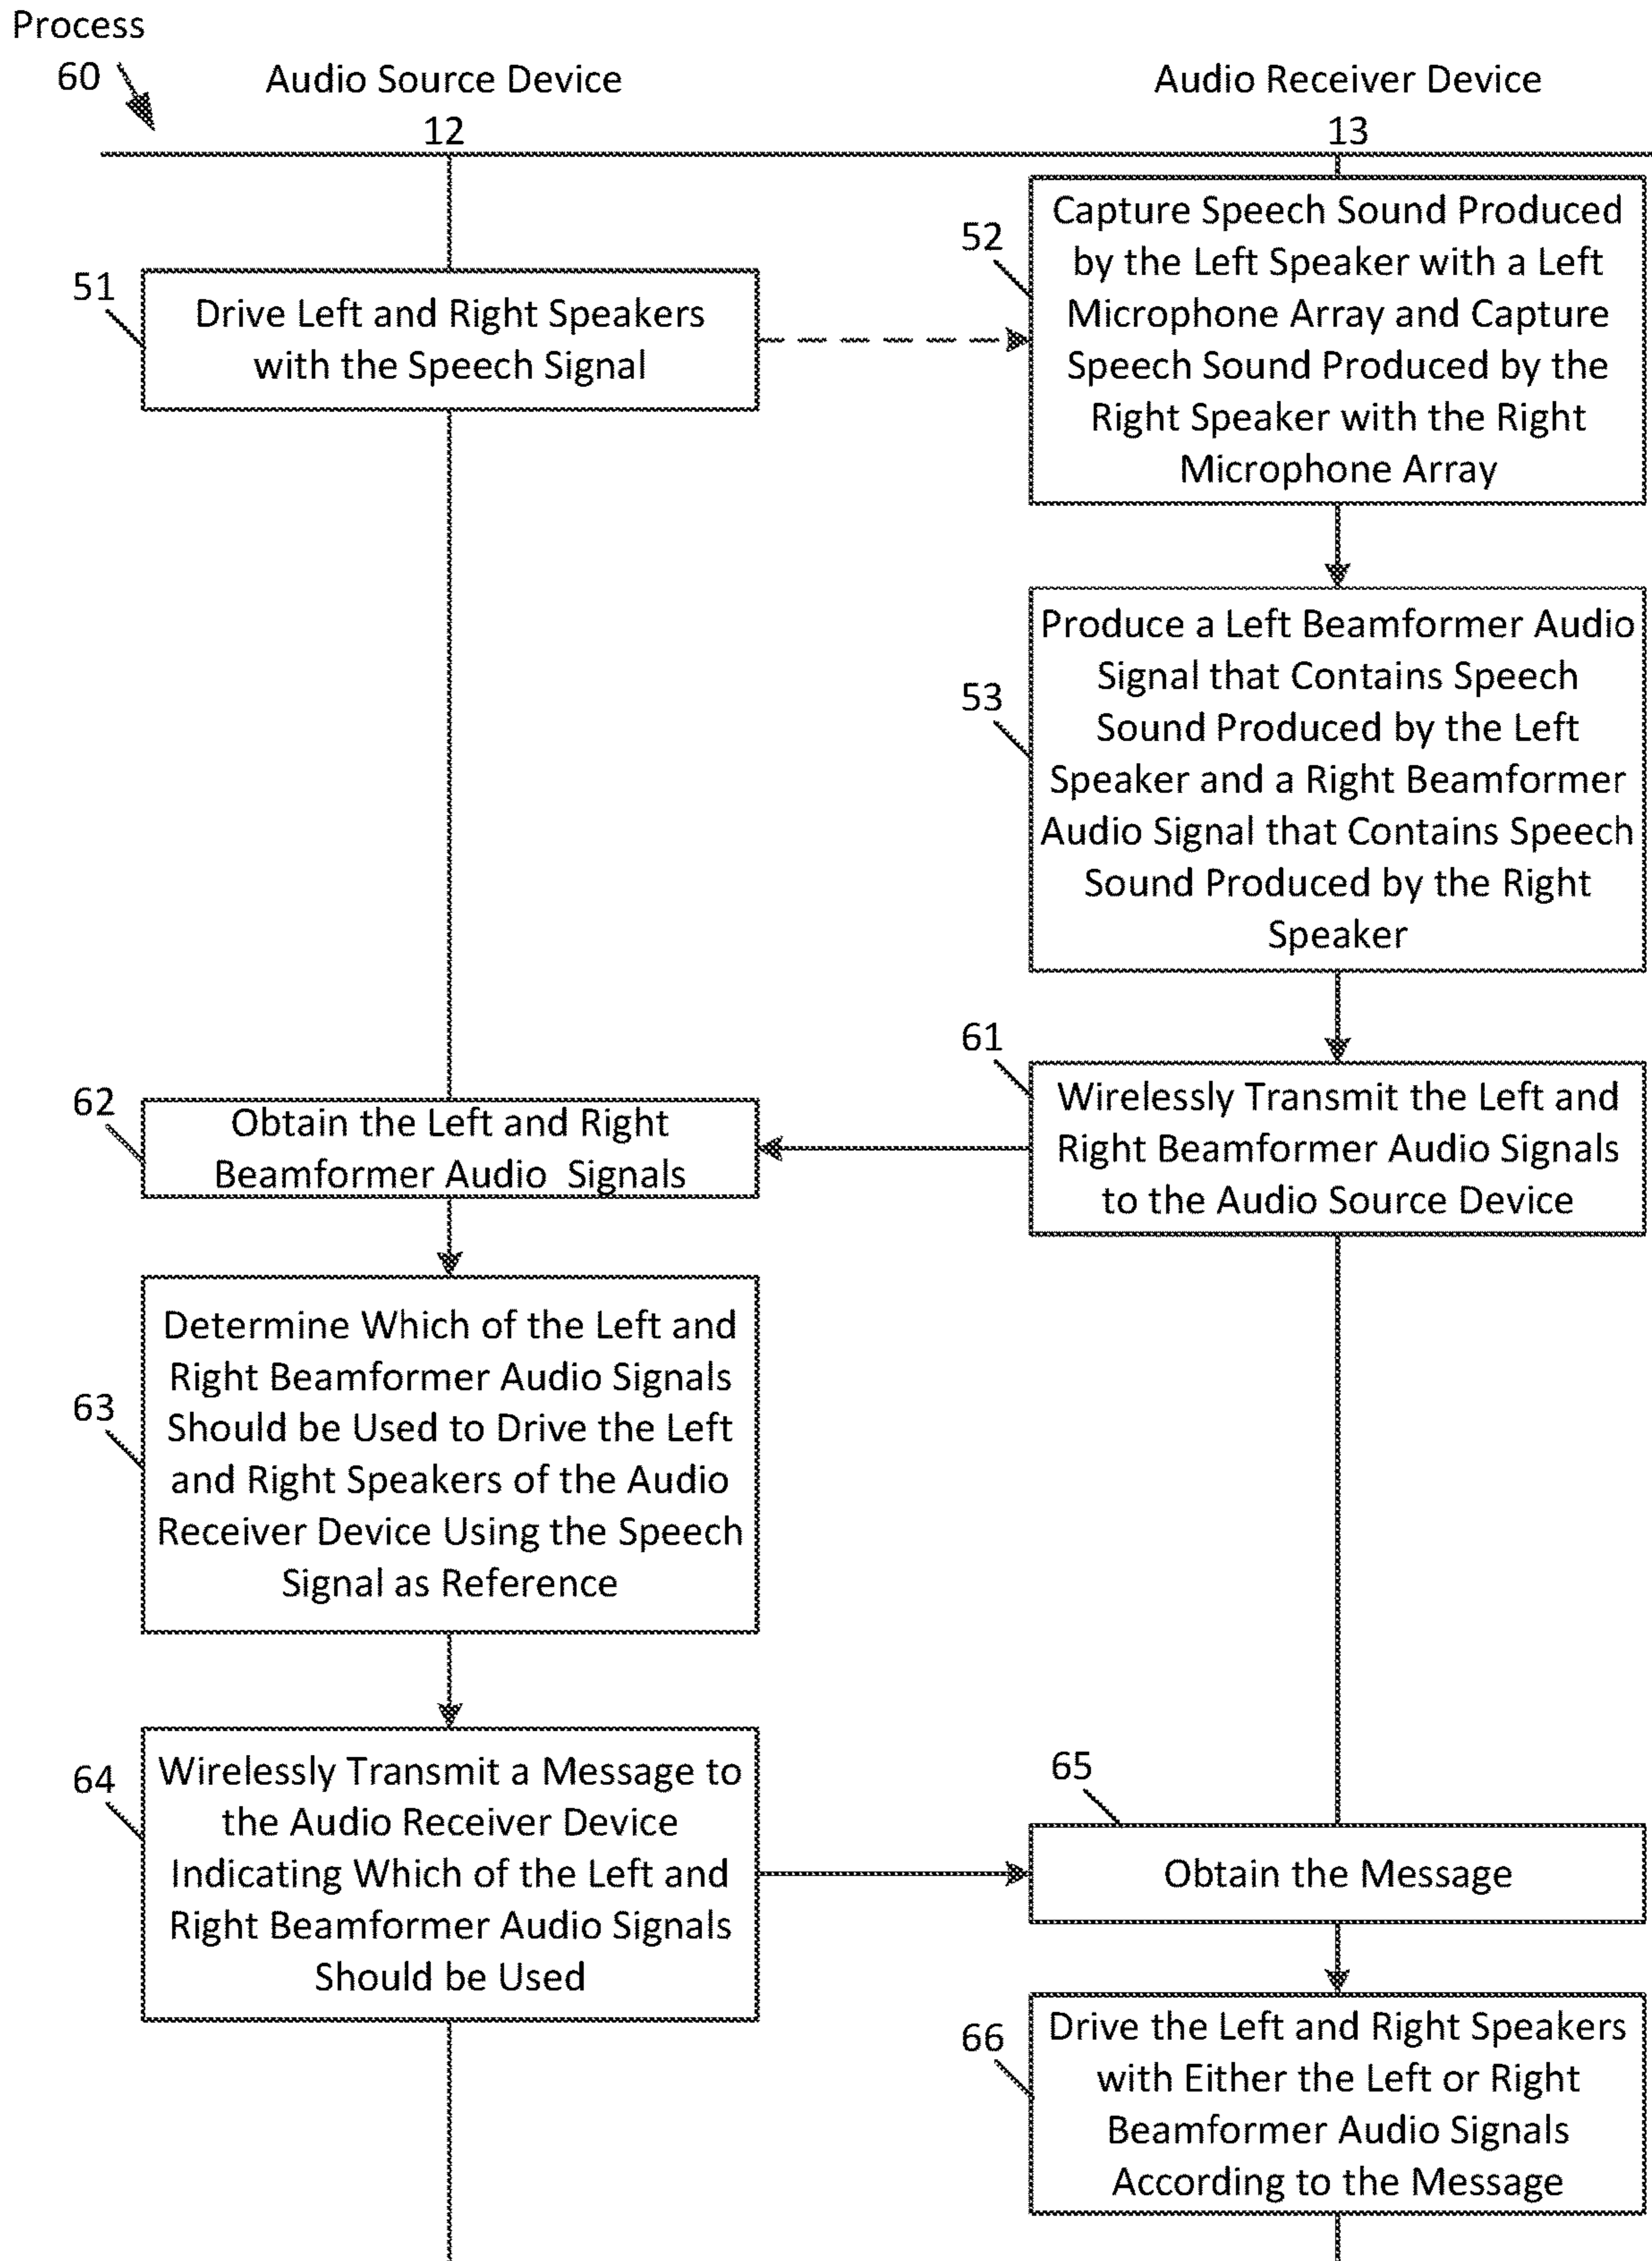 Process
60
Audio Source Device
12
Audio Receiver Device
13
51
Drive Left and Right Speakers
with the Speech Signal
52
Capture Speech Sound Produced
by the Left Speaker with a Left
Microphone Array and Capture
Speech Sound Produced by the
Right Speaker with the Right
Microphone Array
53
Produce a Left Beamformer Audio
Signal that Contains Speech
Sound Produced by the Left
Speaker and a Right Beamformer
Audio Signal that Contains Speech
Sound Produced by the Right
Speaker
61
Wirelessly Transmit the Left and
Right Beamformer Audio Signals
to the Audio Source Device
62
Obtain the Left and Right
Beamformer Audio Signals
63
Determine Which of the Left and
Right Beamformer Audio Signals
Should be Used to Drive the Left
and Right Speakers of the Audio
Receiver Device Using the Speech
Signal as Reference
64
Wirelessly Transmit a Message to
the Audio Receiver Device
Indicating Which of the Left and
Right Beamformer Audio Signals
Should be Used
65
Obtain the Message
66
Drive the Left and Right Speakers
with Either the Left or Right
Beamformer Audio Signals
According to the Message